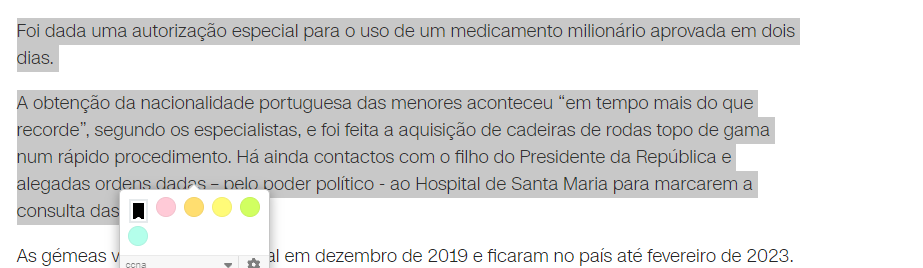 Foi dada uma autorização especial para o uso de um medicamento milionário aprovada em dois
dias.
A obtenção da nacionalidade portuguesa das menores aconteceu “em tempo mais do que
recorde”, segundo os especialistas, e foi feita a aquisição de cadeiras de rodas topo de gama
num rápido procedimento. Há ainda contactos com o filho do Presidente da República e
alegadas ordens dadas – pelo poder político - ao Hospital de Santa Maria para marcarem a
consulta das
As gémeas al em dezembro de 2019 e ficaram no país até fevereiro de 2023.